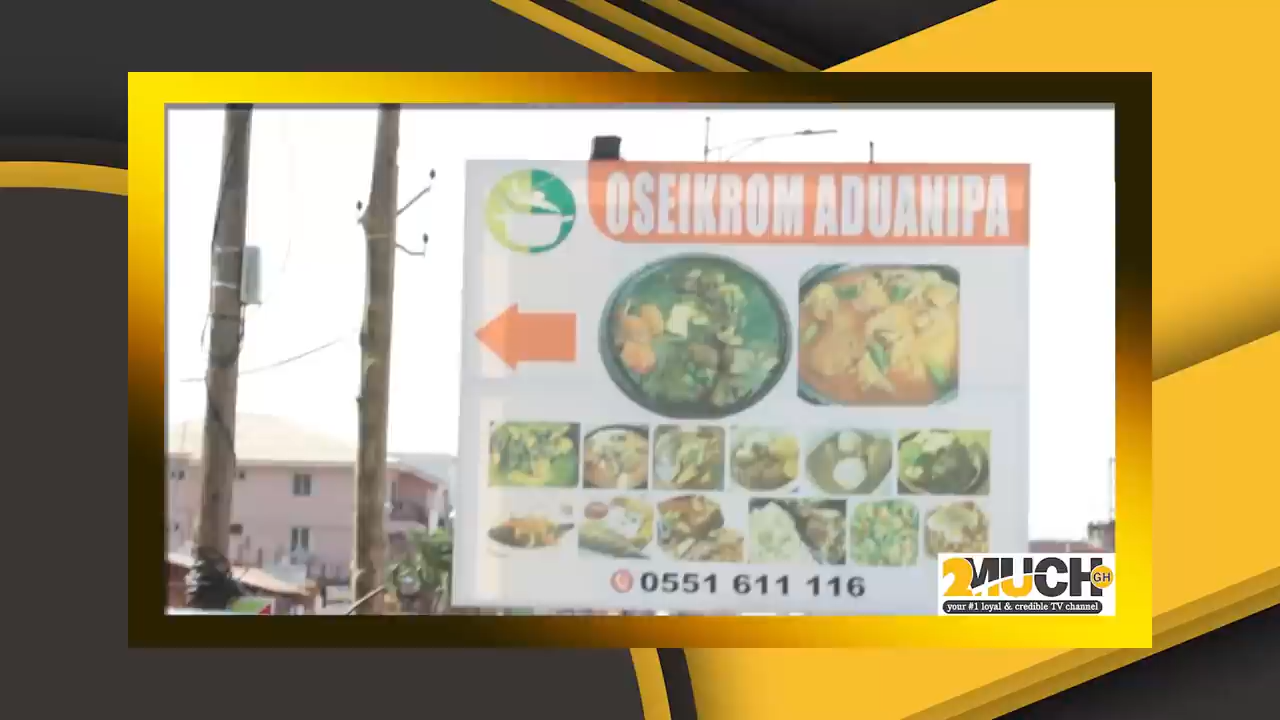 OSEIKROM ADUANIPA
0551 611 116
2MUCH GH
your #1 loyal & credible TV channel